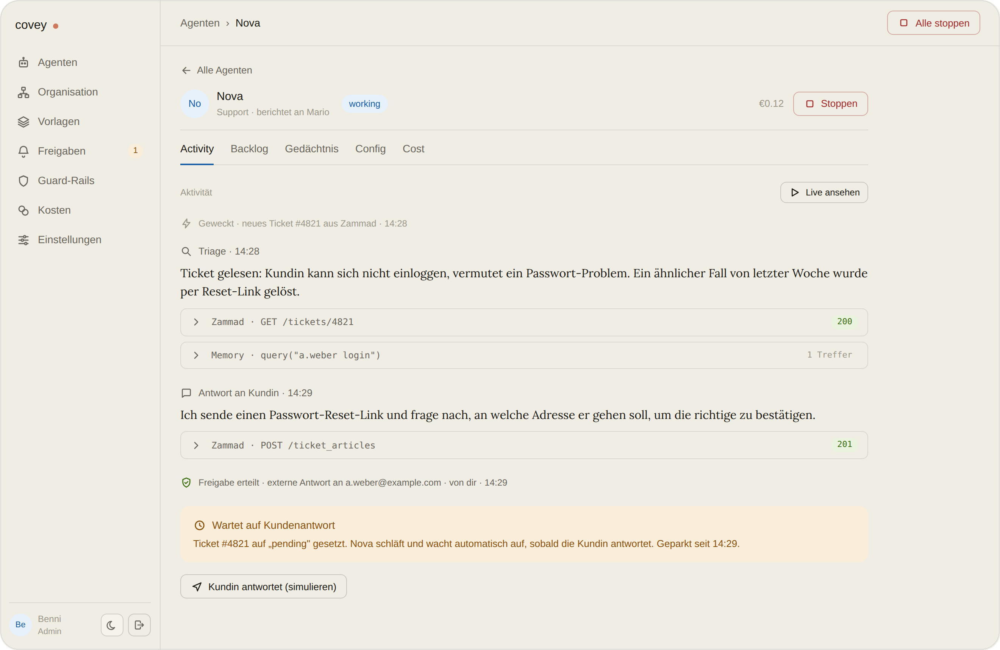 covey
Agenten
Organisation
Vorlagen
Freigaben 1
Guard-Rails
Kosten
Einstellungen
Be
Benni
Admin
Agenten › Nova
Alle stoppen
Alle Agenten
No
Nova
Support · berichtet an Mario
working
€0.12
Stoppen
Activity Backlog Gedächtnis Config Cost
Aktivität
Live ansehen
Geweckt · neues Ticket #4821 aus Zammad · 14:28
Triage · 14:28
Ticket gelesen: Kundin kann sich nicht einloggen, vermutet ein Passwort-Problem. Ein ähnlicher Fall von letzter Woche wurde
per Reset-Link gelöst.
Zammad · GET /tickets/4821 200
Memory · query("a.weber login") 1 Treffer
Antwort an Kundin · 14:29
Ich sende einen Passwort-Reset-Link und frage nach, an welche Adresse er gehen soll, um die richtige zu bestätigen.
Zammad · POST /ticket_articles 201
Freigabe erteilt · externe Antwort an a.weber@example.com · von dir · 14:29
Wartet auf Kundenantwort
Ticket #4821 auf „pending" gesetzt. Nova schläft und wacht automatisch auf, sobald die Kundin antwortet. Geparkt seit 14:29.
Kundin antwortet (simulieren)